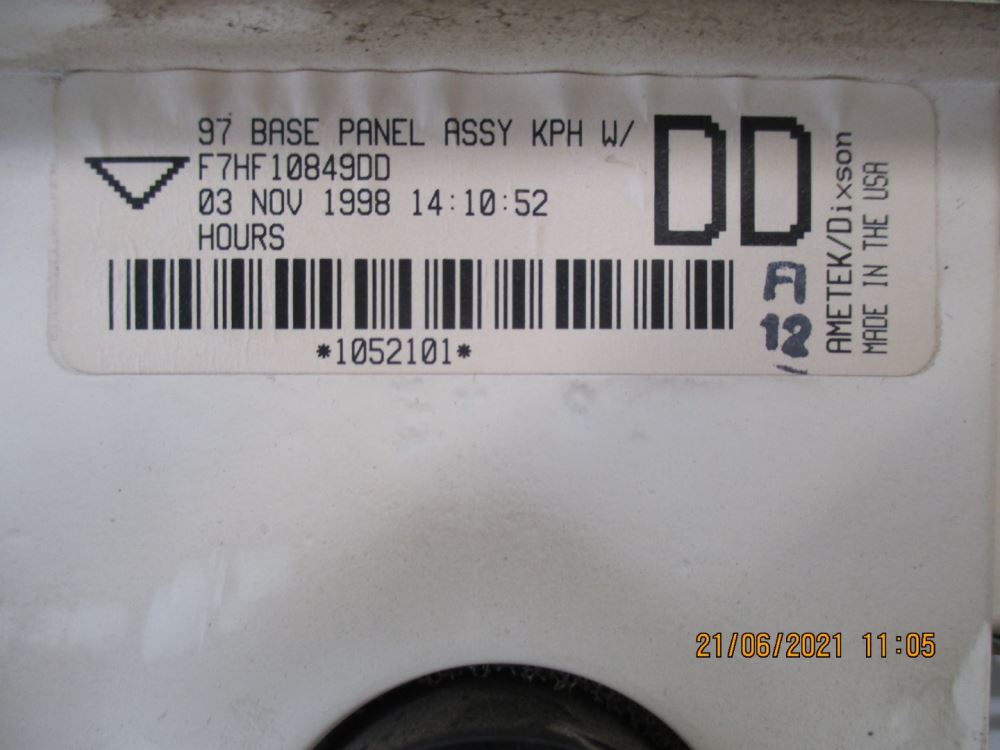 97 BASE PANEL ASSY KPH W/
F7HF10849DD
03 NOV 1998 14:10:52
HOURS
*1052101*
DD
A
12
AMETEK/Dixson
MADE IN THE USA
21/06/2021 11:05